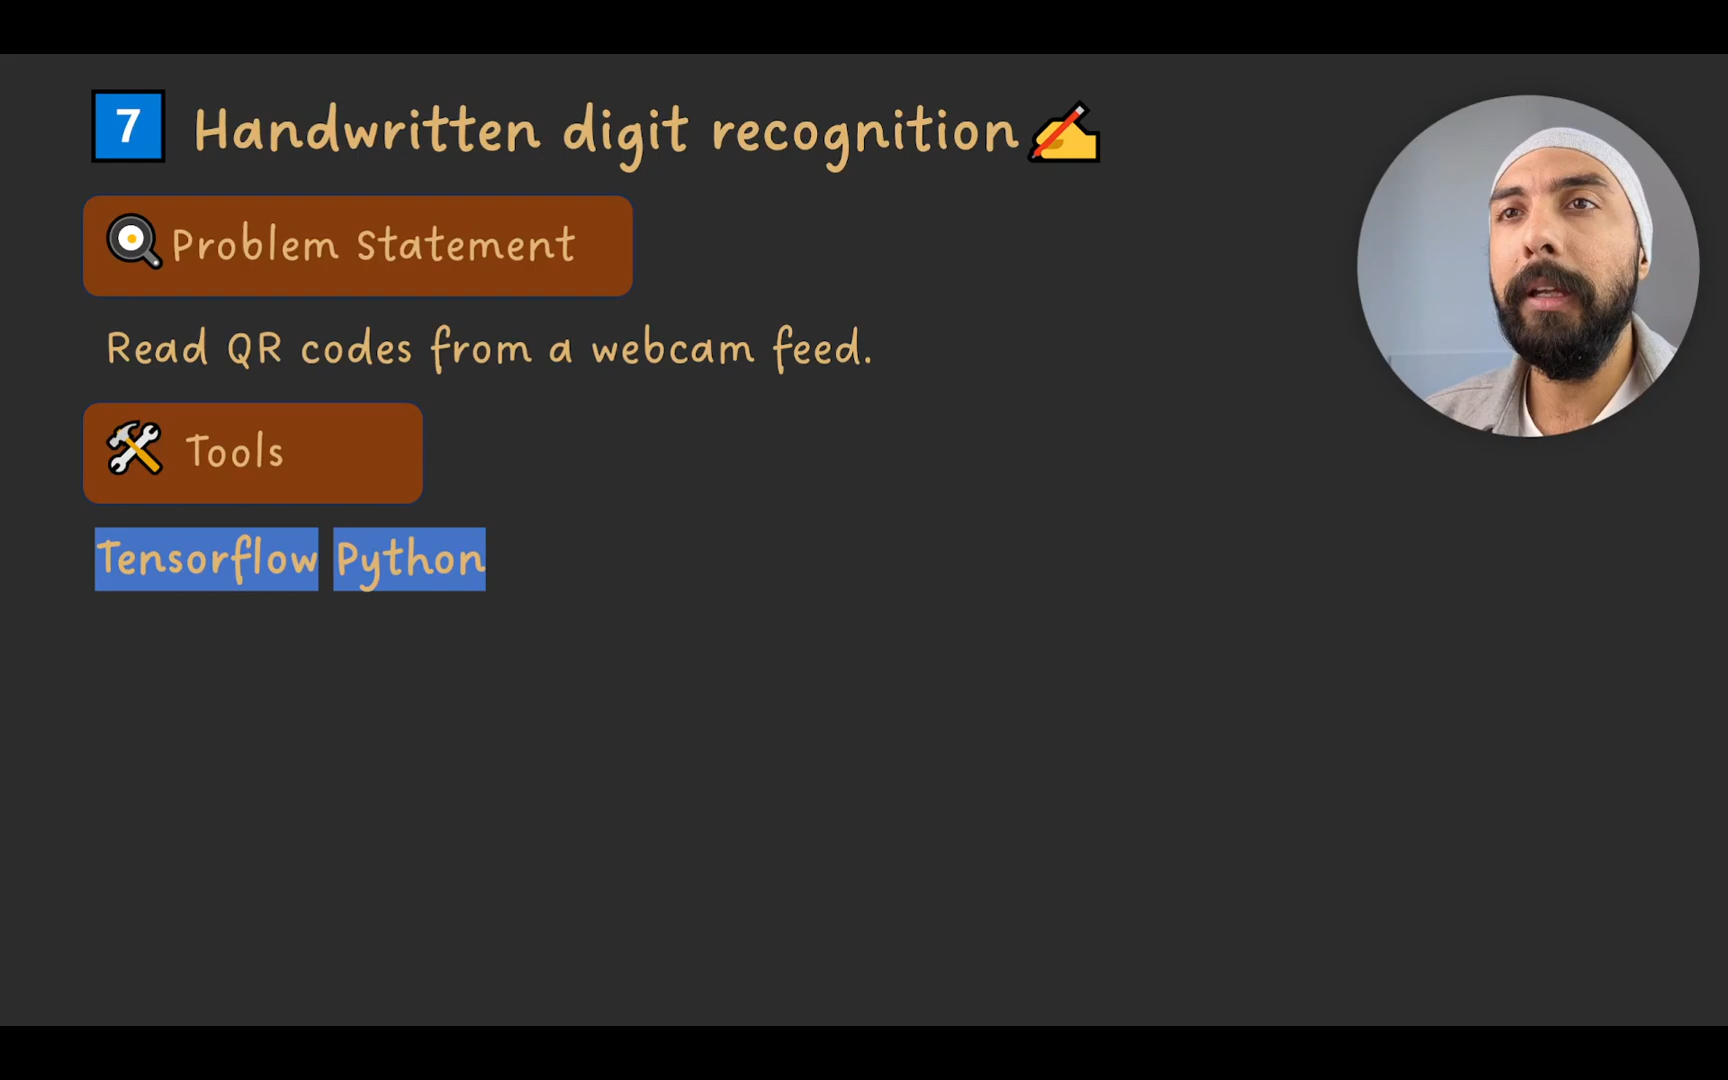 7 Handwritten digit recognition
Problem Statement
Read QR codes from a webcam feed.
Tools
Tensorflow Python